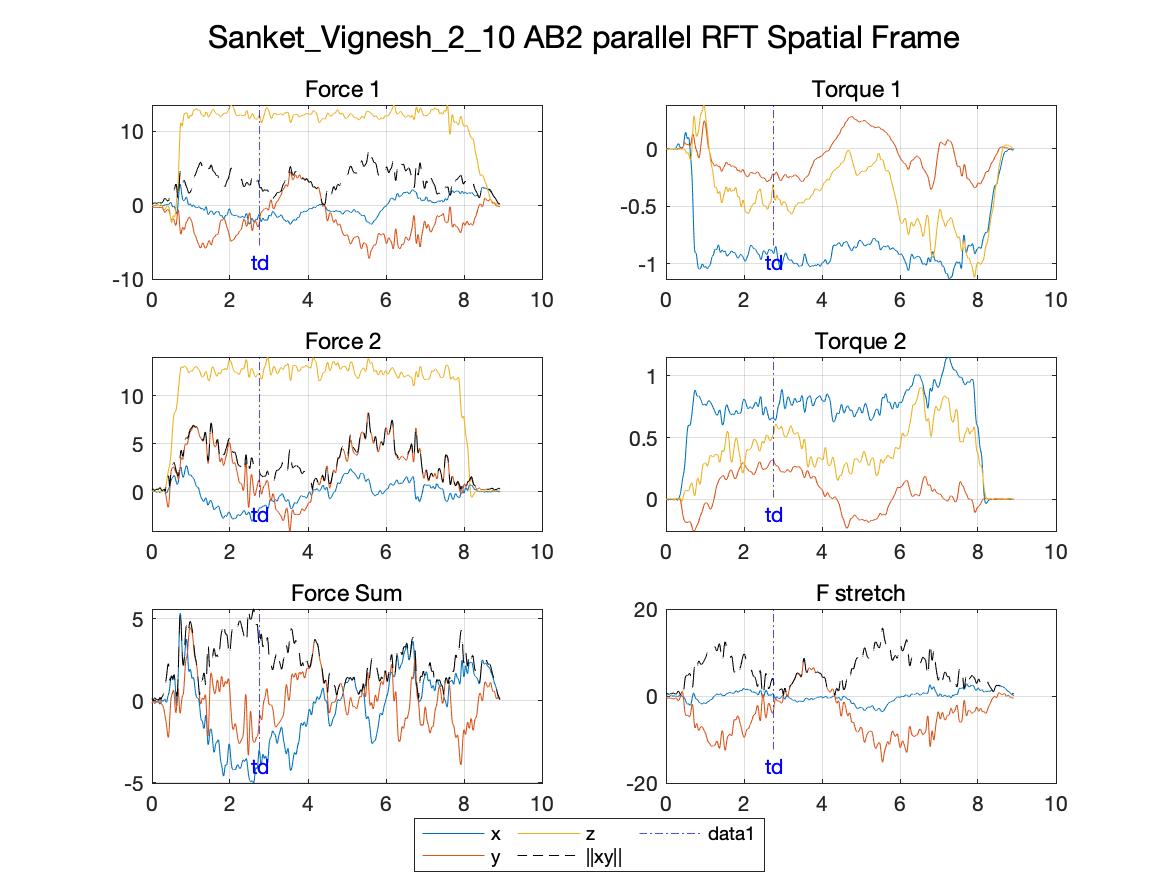 Sanket_Vignesh_2_10 AB2 parallel RFT Spatial Frame
Force 1
10
0
-10
td
0 2 4 6 8 10
Torque 1
0
-0.5
-1
td
0 2 4 6 8 10
Force 2
10
5
0
td
0 2 4 6 8 10
Torque 2
1
0.5
0
td
0 2 4 6 8 10
Force Sum
5
0
-5
td
0 2 4 6 8 10
F stretch
20
0
-20
td
0 2 4 6 8 10
x z data1
y ||xy||